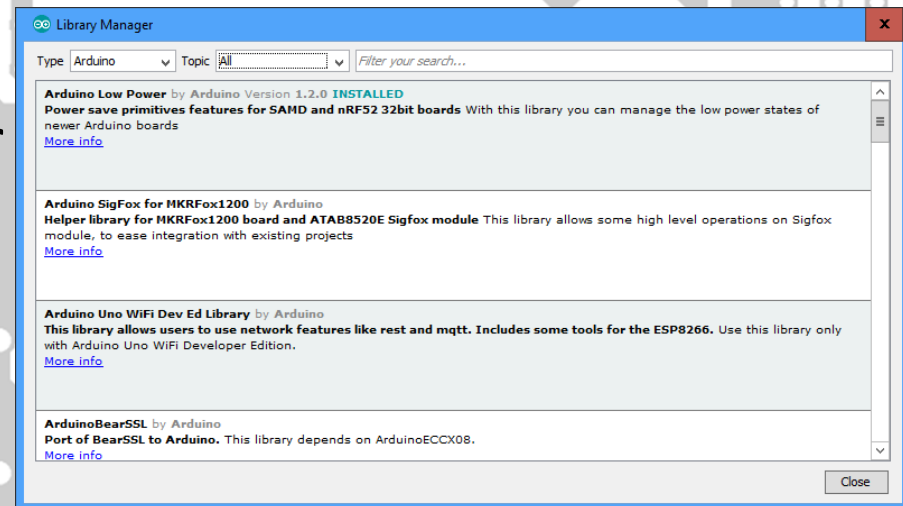 Library Manager
x
Type Arduino Topic All Filter your search...
Arduino Low Power by Arduino Version 1.2.0 INSTALLED
Power save primitives features for SAMD and nRF52 32bit boards With this library you can manage the low power states of
newer Arduino boards
More info
Arduino SigFox for MKRFox1200 by Arduino
Helper library for MKRFox1200 board and ATAB8520E Sigfox module This library allows some high level operations on Sigfox
module, to ease integration with existing projects
More info
Arduino Uno WiFi Dev Ed Library by Arduino
This library allows users to use network features like rest and mqtt. Includes some tools for the ESP8266. Use this library only
with Arduino Uno WiFi Developer Edition.
More info
ArduinoBearSSL by Arduino
Port of BearSSL to Arduino. This library depends on ArduinoECCX08.
More info
Close